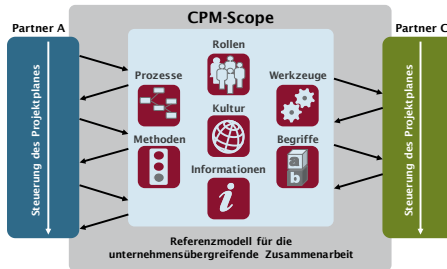 CPM-Scope
Partner A
Partner C
Steuerung des Projektplanes
Rollen
Prozesse
Werkzeuge
Kultur
Methoden
Begriffe
a
b
Informationen
i
Steuerung des Projektplanes
Referenzmodell für die
unternehmensübergreifende Zusammenarbeit